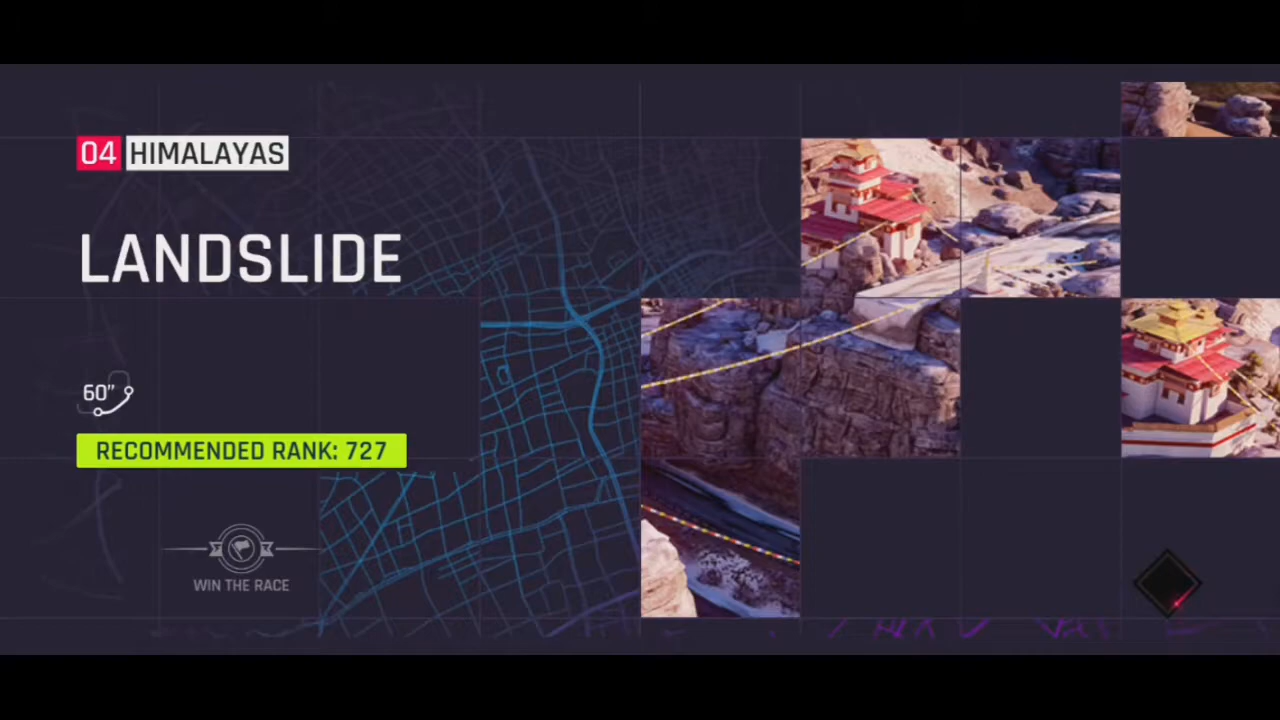 04 HIMALAYAS
LANDSLIDE
60"
RECOMMENDED RANK: 727
WIN THE RACE